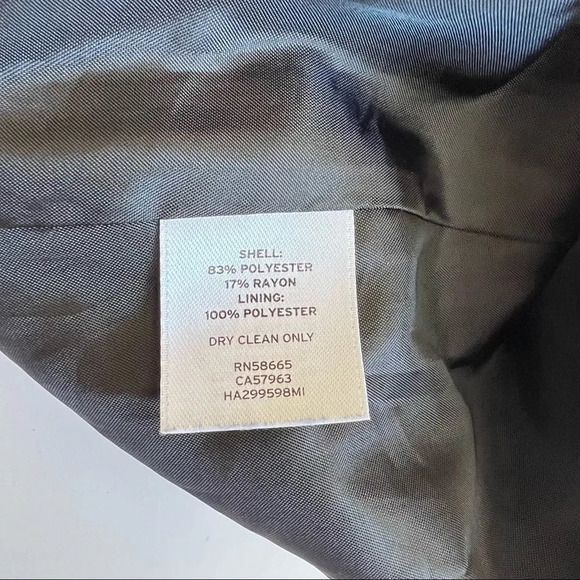 SHELL:
83% POLYESTER
17% RAYON
LINING:
100% POLYESTER
DRY CLEAN ONLY
RN58665
CA57963
HA299598MI